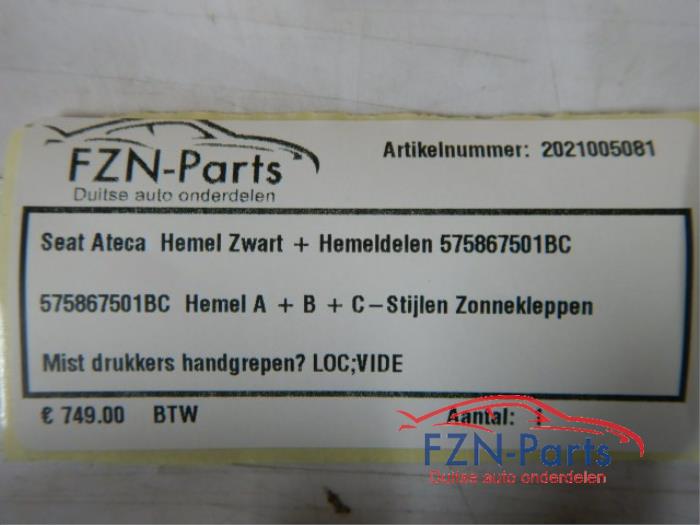 FZN-Parts
Duitse auto onderdelen
Artikelnummer: 2021005081
Seat Ateca Hemel Zwart + Hemeldelen 575867501BC
575867501BC Hemel A + B + C-Stijlen Zonnekleppen
Mist drukkers handgrepen? LOC;VIDE
€ 749.00 BTW
Aantal: 1
FZN-Parts
Duitse auto onderdelen